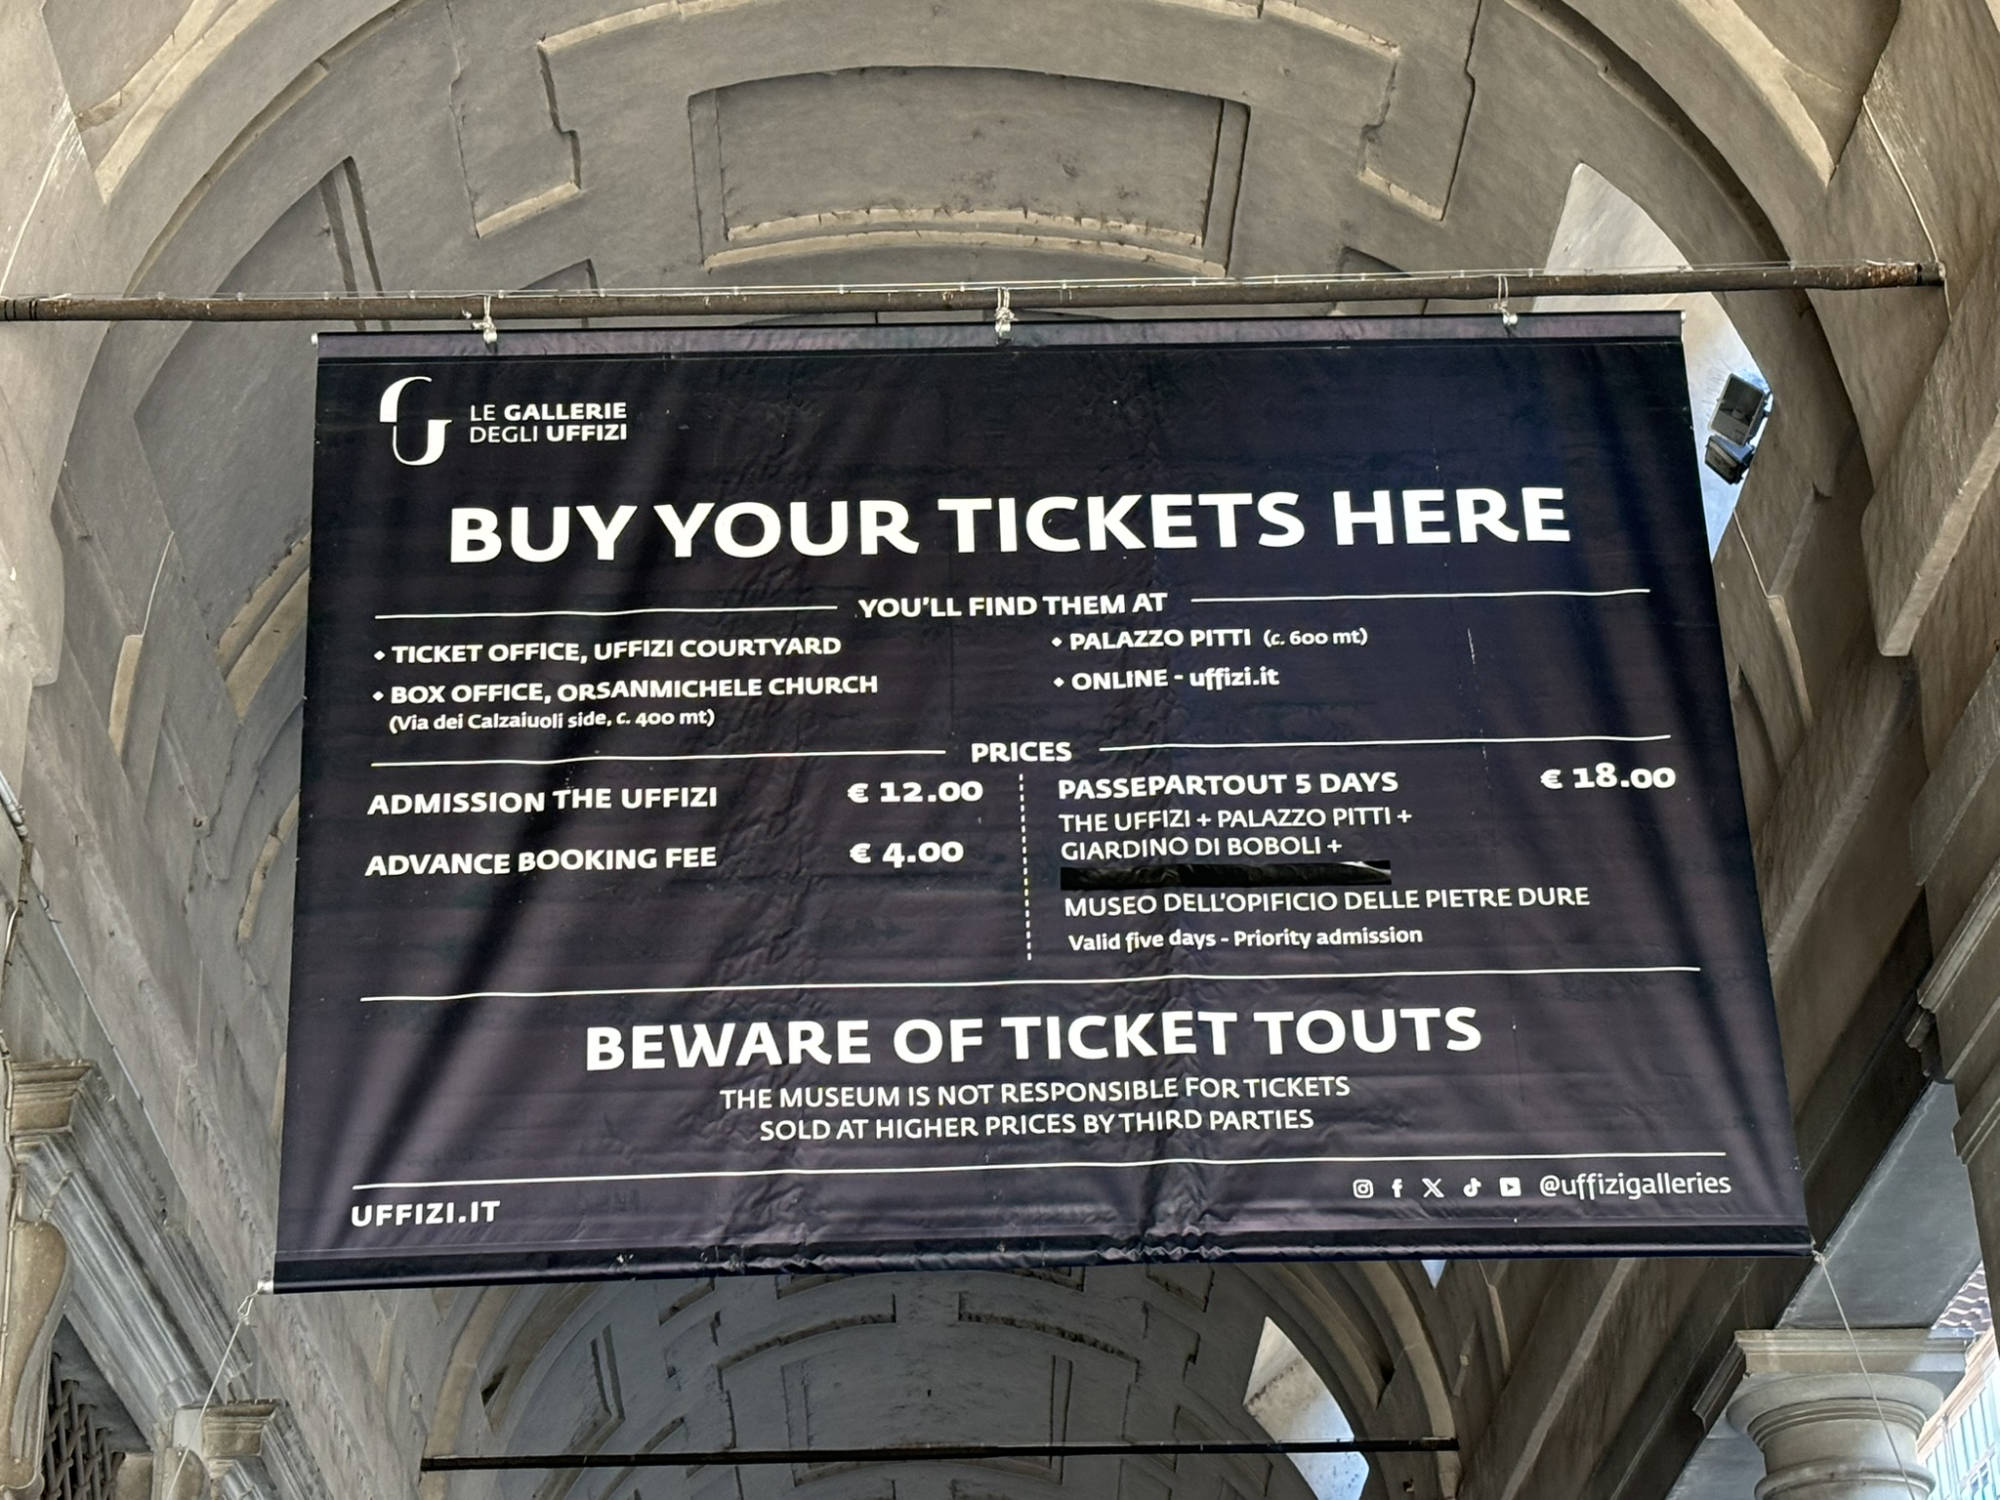 LE GALLERIE
DEGLI UFFIZI
BUY YOUR TICKETS HERE
YOU'LL FIND THEM AT
• TICKET OFFICE, UFFIZI COURTYARD
• BOX OFFICE, ORSANMICHELE CHURCH
(Via dei Calzaiuoli side, c. 400 mt)
• PALAZZO PITTI (c. 600 mt)
• ONLINE - uffizi.it
PRICES
ADMISSION THE UFFIZI € 12.00
ADVANCE BOOKING FEE € 4.00
PASSEPARTOUT 5 DAYS € 18.00
THE UFFIZI + PALAZZO PITTI +
GIARDINO DI BOBOLI +
MUSEO DELL'OPIFICIO DELLE PIETRE DURE
Valid five days - Priority admission
BEWARE OF TICKET TOUTS
THE MUSEUM IS NOT RESPONSIBLE FOR TICKETS
SOLD AT HIGHER PRICES BY THIRD PARTIES
UFFIZI.IT
@uffizigalleries